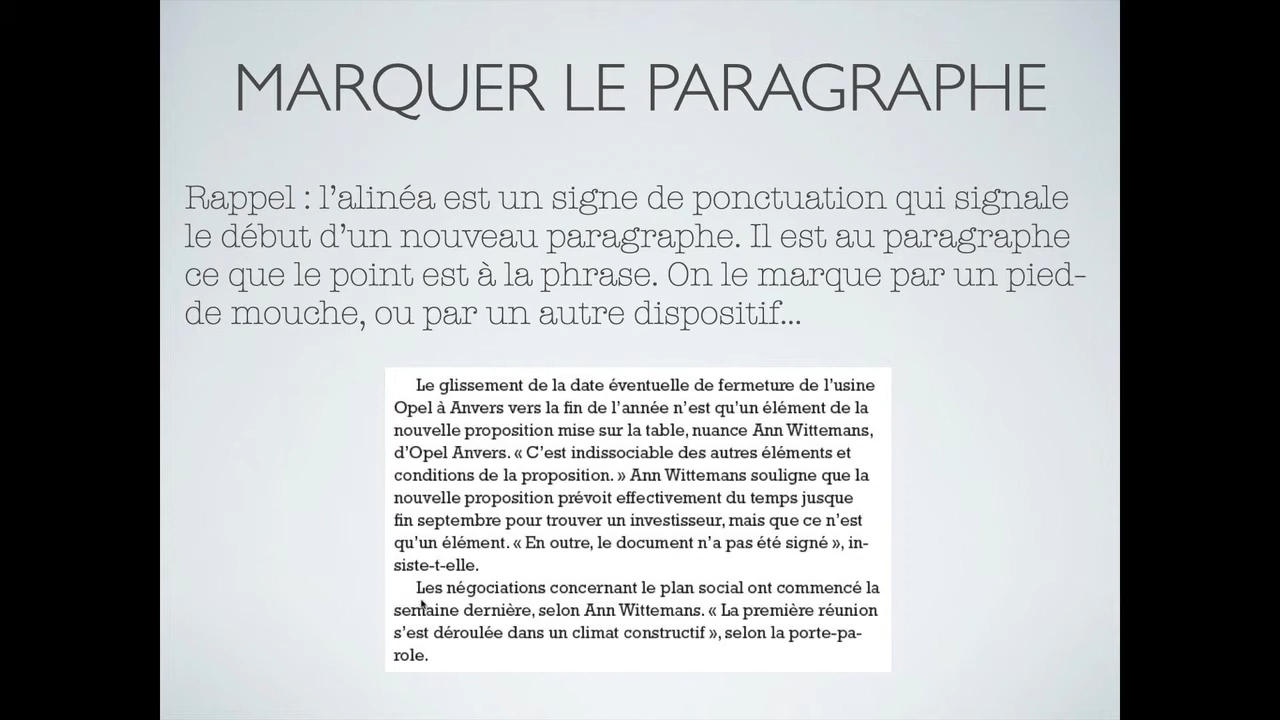 MARQUER LE PARAGRAPHE
Rappel : l’alinéa est un signe de ponctuation qui signale
le début d’un nouveau paragraphe. Il est au paragraphe
ce que le point est à la phrase. On le marque par un pied-
de mouche, ou par un autre dispositif...
Le glissement de la date éventuelle de fermeture de l’usine
Opel à Anvers vers la fin de l’année n’est qu’un élément de la
nouvelle proposition mise sur la table, nuance Ann Wittemans,
d’Opel Anvers. « C’est indissociable des autres éléments et
conditions de la proposition. » Ann Wittemans souligne que la
nouvelle proposition prévoit effectivement du temps jusque
fin septembre pour trouver un investisseur, mais que ce n’est
qu’un élément. « En outre, le document n’a pas été signé », in-
siste-t-elle.
Les négociations concernant le plan social ont commencé la
semaine dernière, selon Ann Wittemans. « La première réunion
s’est déroulée dans un climat constructif », selon la porte-pa-
role.